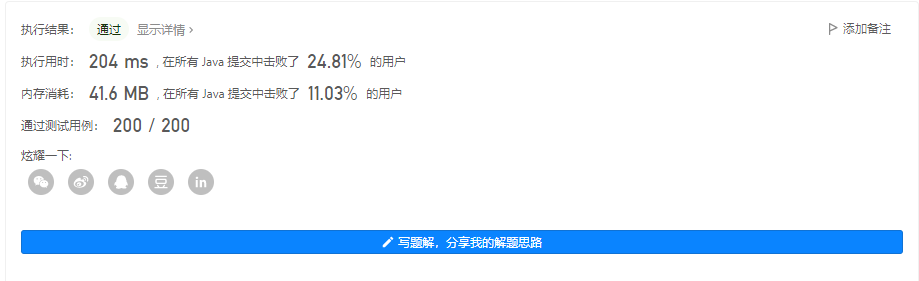 执行结果： 通过 显示详情 › 添加备注
执行用时： 204 ms , 在所有 Java 提交中击败了 24.81% 的用户
内存消耗： 41.6 MB , 在所有 Java 提交中击败了 11.03% 的用户
通过测试用例： 200 / 200
炫耀一下:
豆 in
写题解，分享我的解题思路